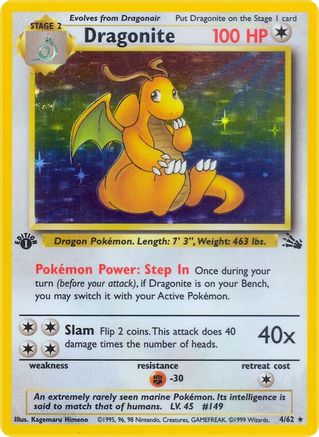 Evolves from Dragonair
Put Dragonite on the Stage 1 card
STAGE 2
Dragonite
100 HP
EDITION
1
Dragon Pokémon. Length: 7' 3", Weight: 463 lbs.
Pokémon Power: Step In Once during your
turn (before your attack), if Dragonite is on your Bench,
you may switch it with your Active Pokémon.
Slam Flip 2 coins. This attack does 40
damage times the number of heads.
40x
weakness
resistance
retreat cost
-30
An extremely rarely seen marine Pokémon. Its intelligence is
said to match that of humans. LV. 45 #149
Illus. Kagemaru Himeno
©1995, 96, 98 Nintendo, Creatures, GAMEFREAK. ©1999 Wizards.
4/62 ★